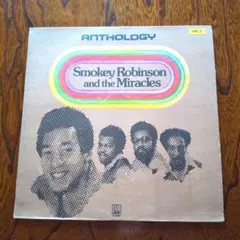 ANTHOLOGY
Smokey Robinson
and the Miracles